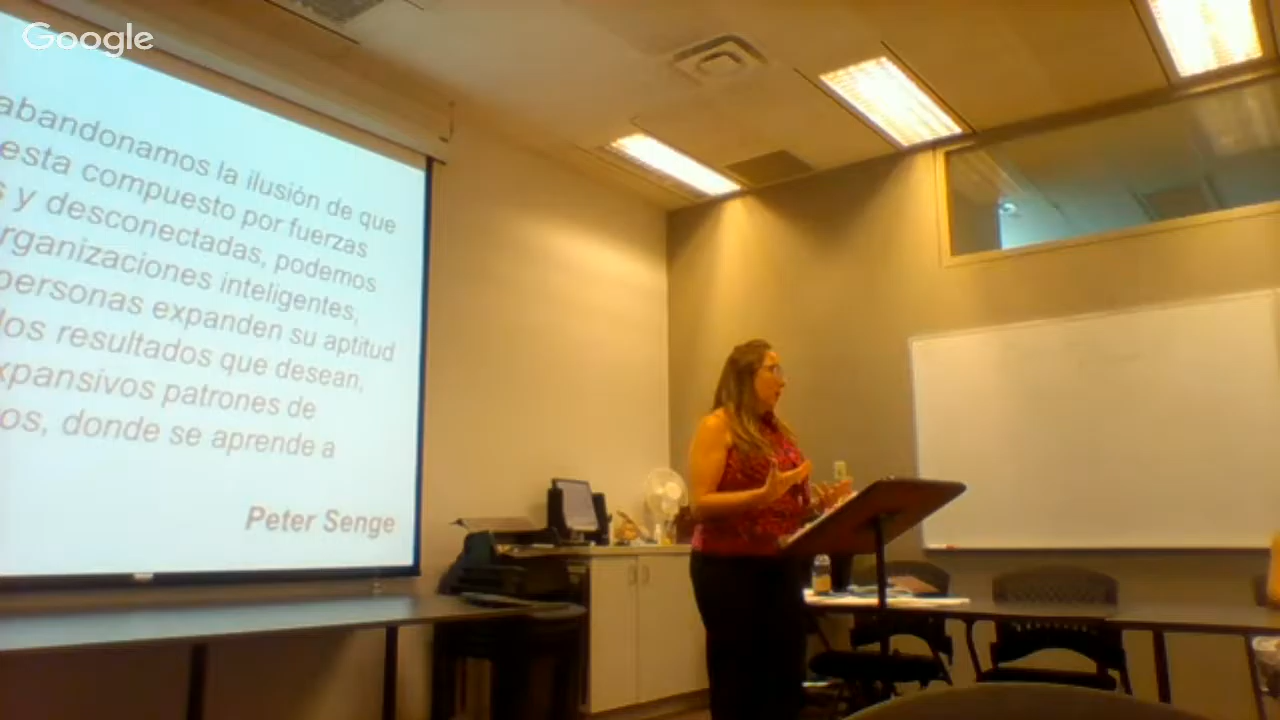 Google
abandonamos la ilusión de que
esta compuesto por fuerzas
y desconectadas, podemos
rganizaciones inteligentes,
personas expanden su aptitud
los resultados que desean,
xpansivos patrones de
os, donde se aprende a
Peter Senge